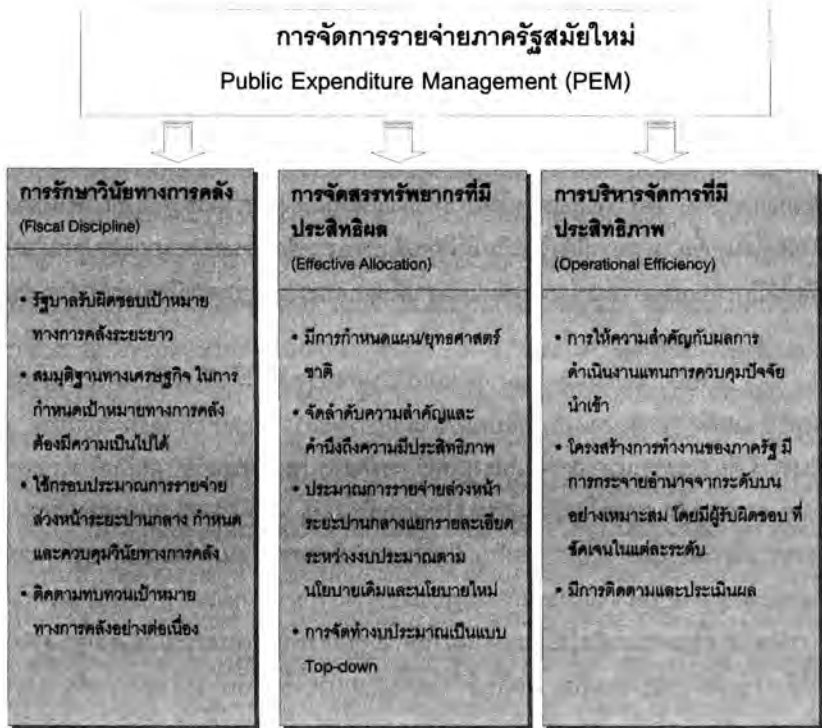 การจัดการรายจ่ายภาครัฐสมัยใหม่
Public Expenditure Management (PEM)
การรักษาวินัยทางการคลัง
(Fiscal Discipline)
• รัฐบาลรับผิดชอบเป้าหมาย
ทางการคลังระยะยาว
• สมมุติฐานทางเศรษฐกิจ ในการ
กำหนดเป้าหมายทางการคลัง
ต้องมีความเป็นไปได้
• ใช้กรอบประมาณการรายจ่าย
ล่วงหน้าระยะปานกลาง กำหนด
และควบคุมวินัยทางการคลัง
• ติดตามทบทวนเป้าหมาย
ทางการคลังอย่างต่อเนื่อง
การจัดสรรทรัพยากรที่มี
ประสิทธิผล
(Effective Allocation)
• มีการกำหนดแผน/ยุทธศาสตร์
ชาติ
• จัดลำดับความสำคัญและ
คำนึงถึงความมีประสิทธิภาพ
• ประมาณการรายจ่ายล่วงหน้า
ระยะปานกลางแยกรายละเอียด
ระหว่างงบประมาณตาม
นโยบายเดิมและนโยบายใหม่
• การจัดทำงบประมาณเป็นแบบ
Top-down
การบริหารจัดการที่มี
ประสิทธิภาพ
(Operational Efficiency)
• การให้ความสำคัญกับผลการ
ดำเนินงานแทนการควบคุมปัจจัย
นำเข้า
• โครงสร้างการทำงานของภาครัฐ มี
การกระจายอำนาจจากระดับบน
อย่างเหมาะสม โดยมีผู้รับผิดชอบ ที่
ชัดเจนในแต่ละระดับ
• มีการติดตามและประเมินผล